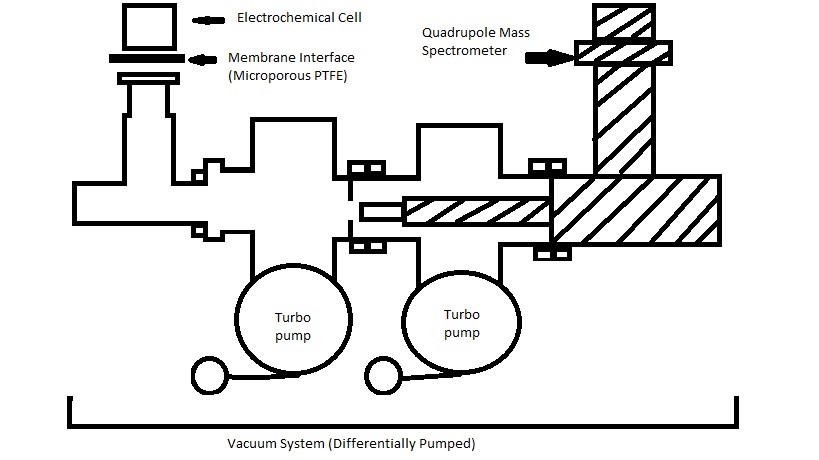 Electrochemical Cell
Membrane Interface
(Microporous PTFE)
Quadrupole Mass
Spectrometer
Turbo
pump
Turbo
pump
Vacuum System (Differentially Pumped)